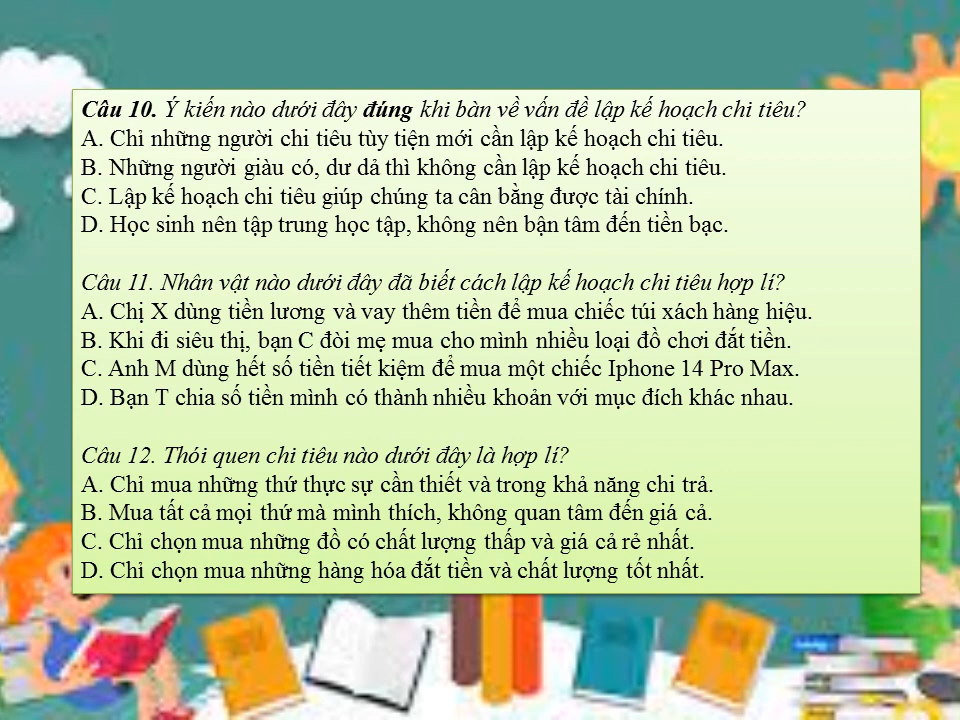 Câu 10. Ý kiến nào dưới đây đúng khi bàn về vấn đề lập kế hoạch chi tiêu?
A. Chỉ những người chi tiêu tùy tiện mới cần lập kế hoạch chi tiêu.
B. Những người giàu có, dư dả thì không cần lập kế hoạch chi tiêu.
C. Lập kế hoạch chi tiêu giúp chúng ta cân bằng được tài chính.
D. Học sinh nên tập trung học tập, không nên bận tâm đến tiền bạc.
Câu 11. Nhân vật nào dưới đây đã biết cách lập kế hoạch chi tiêu hợp lí?
A. Chị X dùng tiền lương và vay thêm tiền để mua chiếc túi xách hàng hiệu.
B. Khi đi siêu thị, bạn C đòi mẹ mua cho mình nhiều loại đồ chơi đắt tiền.
C. Anh M dùng hết số tiền tiết kiệm để mua một chiếc Iphone 14 Pro Max.
D. Bạn T chia số tiền mình có thành nhiều khoản với mục đích khác nhau.
Câu 12. Thói quen chi tiêu nào dưới đây là hợp lí?
A. Chỉ mua những thứ thực sự cần thiết và trong khả năng chi trả.
B. Mua tất cả mọi thứ mà mình thích, không quan tâm đến giá cả.
C. Chỉ chọn mua những đồ có chất lượng thấp và giá cả rẻ nhất.
D. Chỉ chọn mua những hàng hóa đắt tiền và chất lượng tốt nhất.